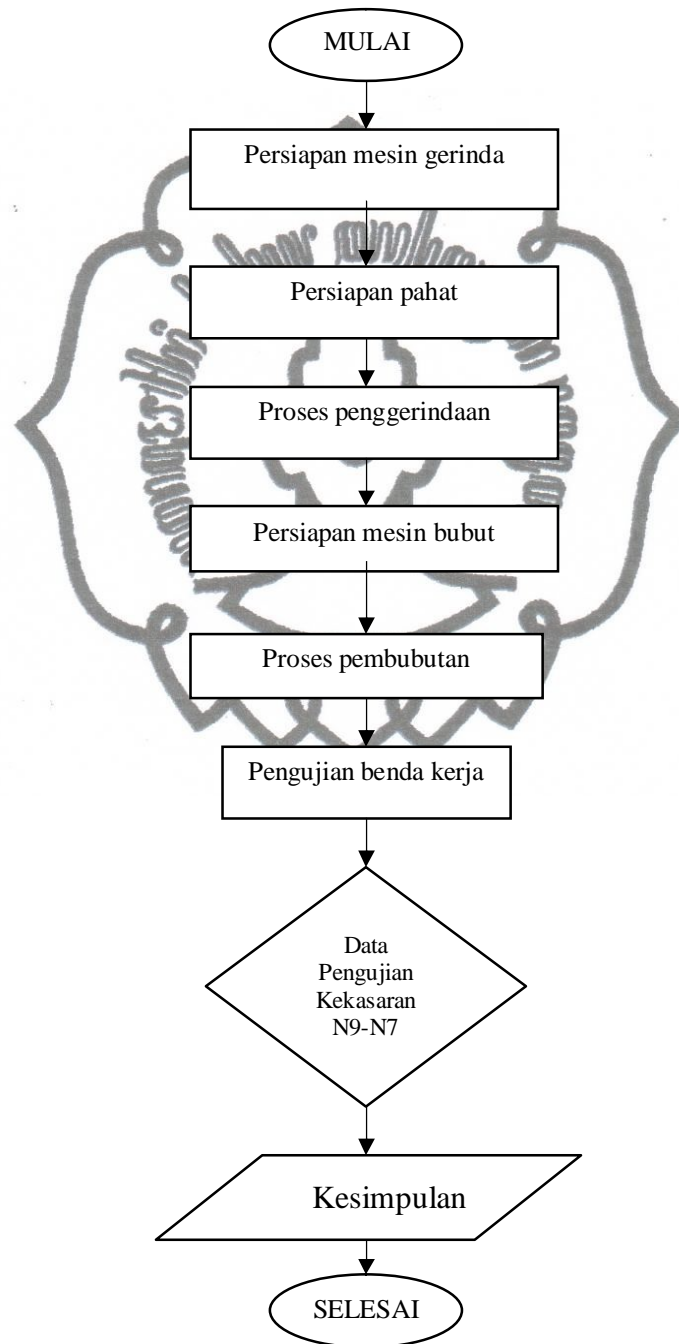 MULAI
Persiapan mesin gerinda
Persiapan pahat
Proses penggerindaan
Persiapan mesin bubut
Proses pembubutan
Pengujian benda kerja
Data
Pengujian
Kekasaran
N9-N7
Kesimpulan
SELESAI